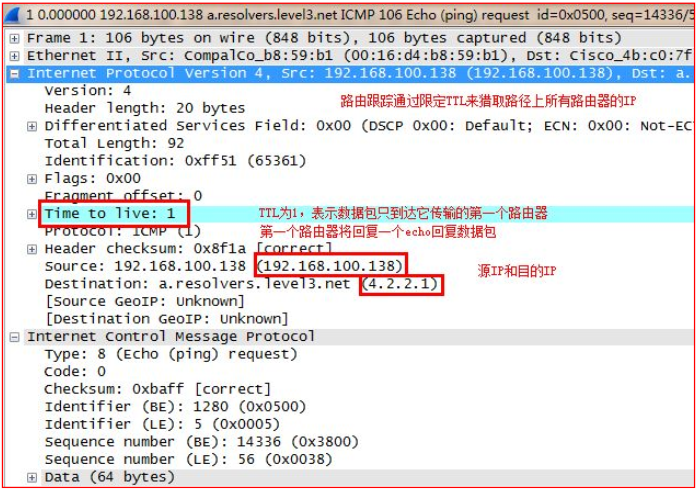 1 0.000000 192.168.100.138 a.resolvers.level3.net ICMP 106 Echo (ping) request id=0x0500, seq=14336/5
Frame 1: 106 bytes on wire (848 bits), 106 bytes captured (848 bits)
Ethernet II, Src: CompalCo_b8:59:b1 (00:16:d4:b8:59:b1), Dst: Cisco_4b:c0:7f
Internet Protocol Version 4, Src: 192.168.100.138 (192.168.100.138), Dst: a.
Version: 4
Header length: 20 bytes
路由跟踪通过限定TTL来猎取路径上所有路由器的IP
Differentiated Services Field: 0x00 (DSCP 0x00: Default; ECN: 0x00: Not-EC
Total Length: 92
Identification: 0xff51 (65361)
Flags: 0x00
Fragment offset: 0
Time to live: 1
TTL为1，表示数据包只到达它传输的第一个路由器
Protocol: ICMP (1)
第一个路由器将回复一个echo回复数据包
Header checksum: 0x8f1a [correct]
Source: 192.168.100.138 (192.168.100.138)
源IP和目的IP
Destination: a.resolvers.level3.net (4.2.2.1)
[Source GeoIP: Unknown]
[Destination GeoIP: Unknown]
Internet Control Message Protocol
Type: 8 (Echo (ping) request)
Code: 0
Checksum: 0xbaff [correct]
Identifier (BE): 1280 (0x0500)
Identifier (LE): 5 (0x0005)
Sequence number (BE): 14336 (0x3800)
Sequence number (LE): 56 (0x0038)
Data (64 bytes)